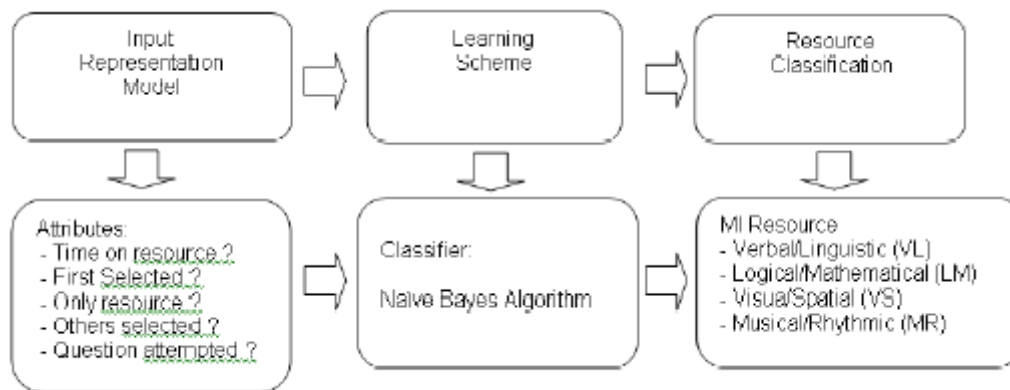 Input
Representation
Model
Learning
Scheme
Resource
Classification
Attributes:
- Time on resource ?
- First Selected ?
- Only resource ?
- Others selected ?
- Question attempted ?
Classifier:
Naïve Bayes Algorithm
MI Resource
- Verbal/Linguistic (VL)
- Logical/Mathematical (LM)
- Visua/Spatial (VS)
- Musical/Rhythmic (MR)